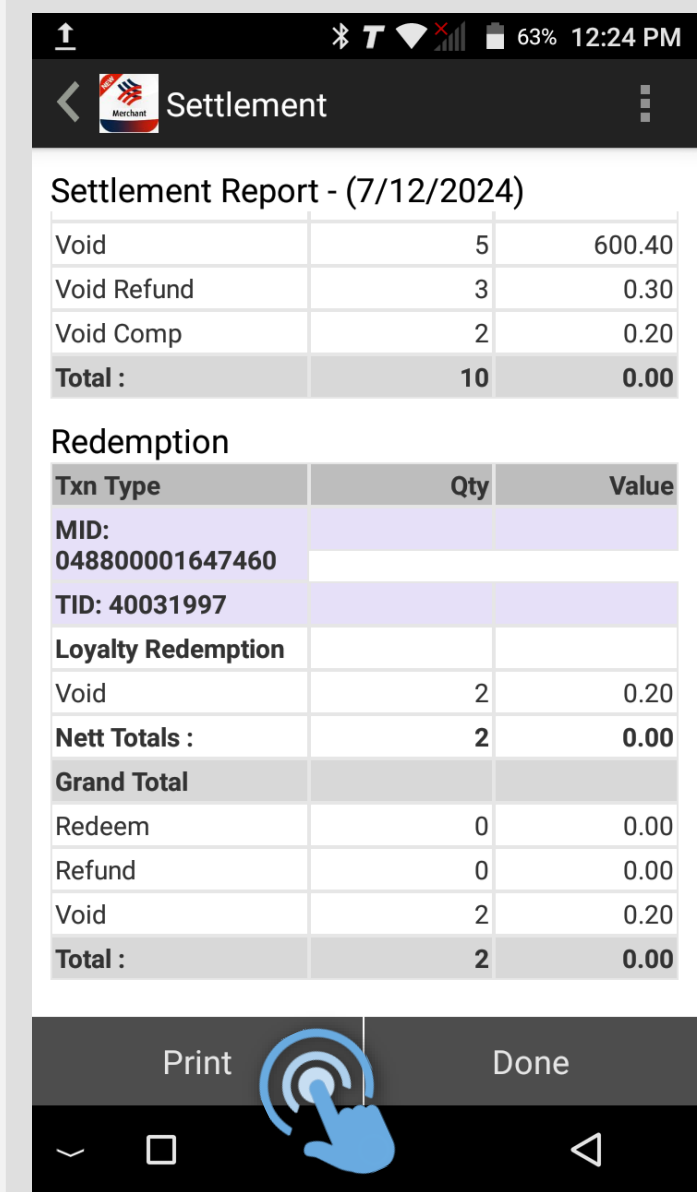 63% 12:24 PM
NEW
Merchant
Settlement
Settlement Report - (7/12/2024)
Void 5 600.40
Void Refund 3 0.30
Void Comp 2 0.20
Total : 10 0.00
Redemption
Txn Type Qty Value
MID:
048800001647460
TID: 40031997
Loyalty Redemption
Void 2 0.20
Nett Totals : 2 0.00
Grand Total
Redeem 0 0.00
Refund 0 0.00
Void 2 0.20
Total : 2 0.00
Print Done